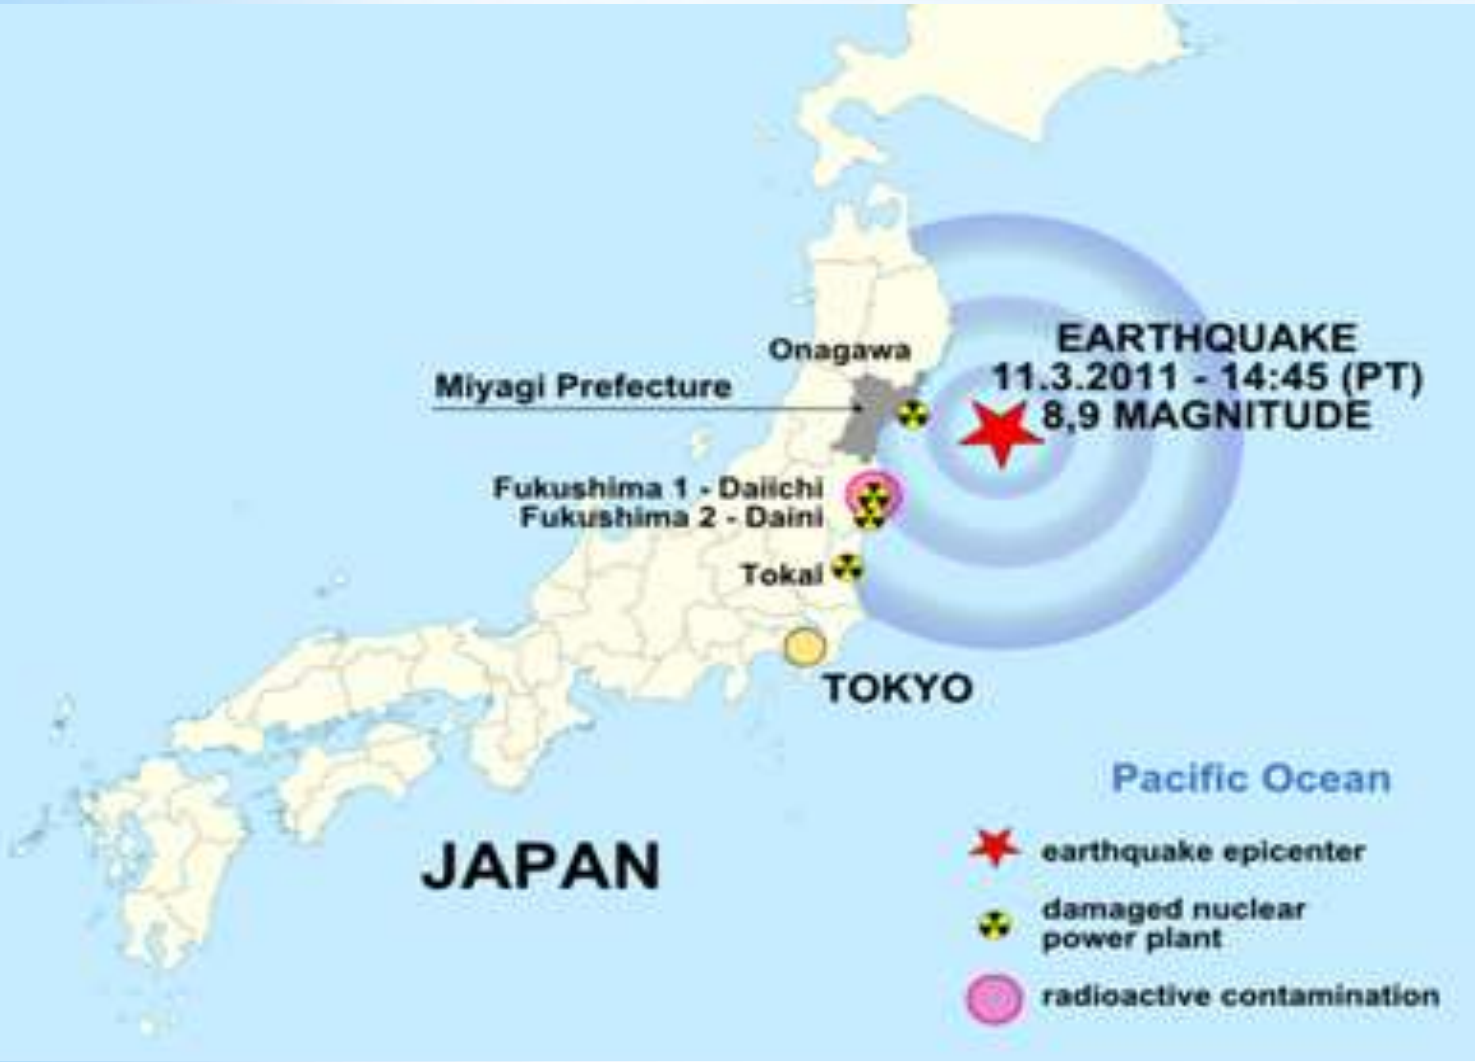 Onagawa
Miyagi Prefecture
EARTHQUAKE
11.3.2011 - 14:45 (PT)
8,9 MAGNITUDE
Fukushima 1 - Daiichi
Fukushima 2 - Daini
Tokai
TOKYO
JAPAN
Pacific Ocean
earthquake epicenter
damaged nuclear
power plant
radioactive contamination